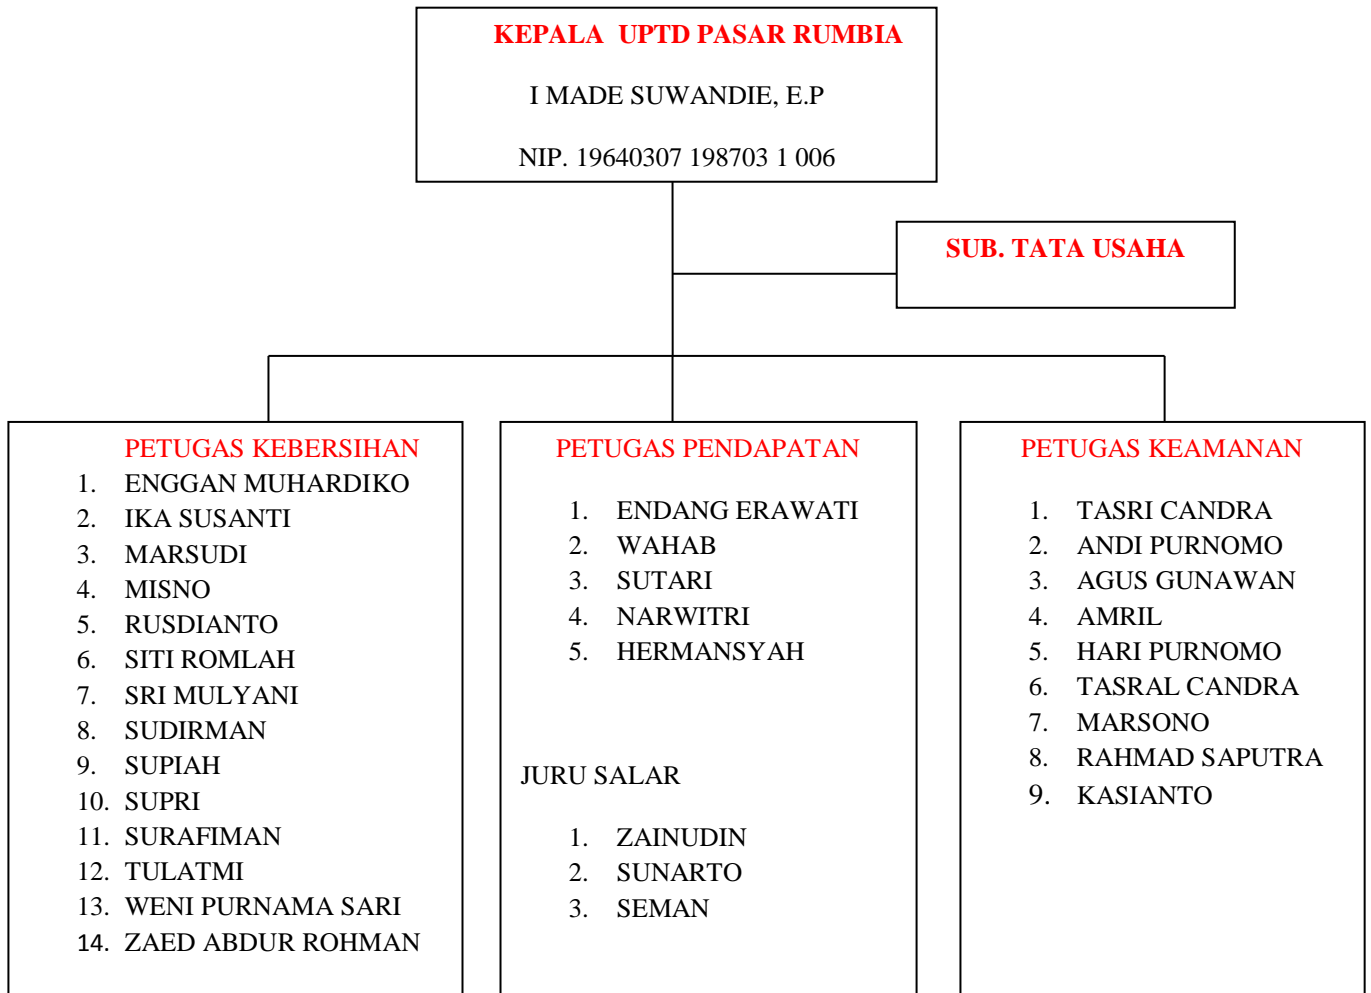 KEPALA UPTD PASAR RUMBIA
I MADE SUWANDIE, E.P
NIP. 19640307 198703 1 006
SUB. TATA USAHA
PETUGAS KEBERSIHAN
1. ENGGAN MUHARDIKO
2. IKA SUSANTI
3. MARSUDI
4. MISNO
5. RUSDIANTO
6. SITI ROMLAH
7. SRI MULYANI
8. SUDIRMAN
9. SUPIAH
10. SUPRI
11. SURAFIMAN
12. TULATMI
13. WENI PURNAMA SARI
14. ZAED ABDUR ROHMAN
PETUGAS PENDAPATAN
1. ENDANG ERAWATI
2. WAHAB
3. SUTARI
4. NARWITRI
5. HERMANSYAH
JURU SALAR
1. ZAINUDIN
2. SUNARTO
3. SEMAN
PETUGAS KEAMANAN
1. TASRI CANDRA
2. ANDI PURNOMO
3. AGUS GUNAWAN
4. AMRIL
5. HARI PURNOMO
6. TASRAL CANDRA
7. MARSONO
8. RAHMAD SAPUTRA
9. KASIANTO